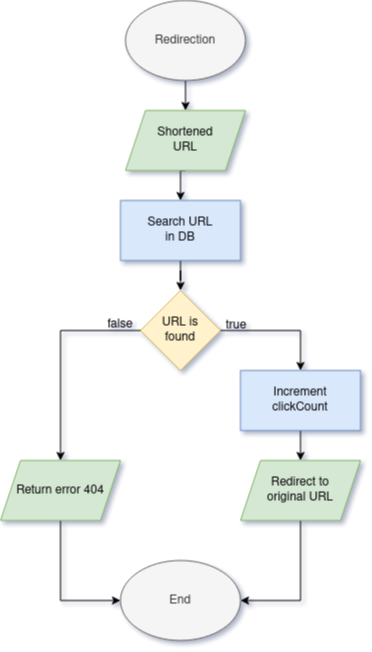 Redirection
Shortened
URL
Search URL
in DB
URL is
found
false
true
Increment
clickCount
Return error 404
Redirect to
original URL
End